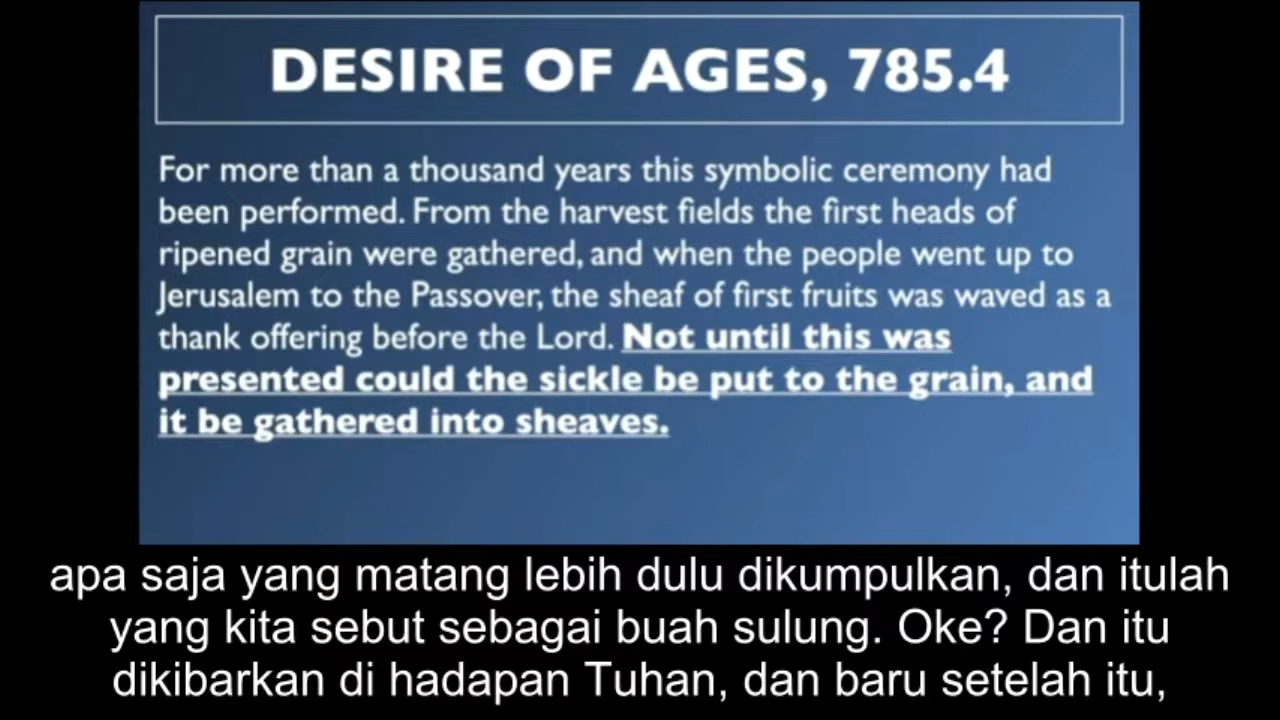 DESIRE OF AGES, 785.4
For more than a thousand years this symbolic ceremony had
been performed. From the harvest fields the first heads of
ripened grain were gathered, and when the people went up to
Jerusalem to the Passover, the sheaf of first fruits was waved as a
thank offering before the Lord. Not until this was
presented could the sickle be put to the grain, and
it be gathered into sheaves.
apa saja yang matang lebih dulu dikumpulkan, dan itulah
yang kita sebut sebagai buah sulung. Oke? Dan itu
dikibarkan di hadapan Tuhan, dan baru setelah itu,